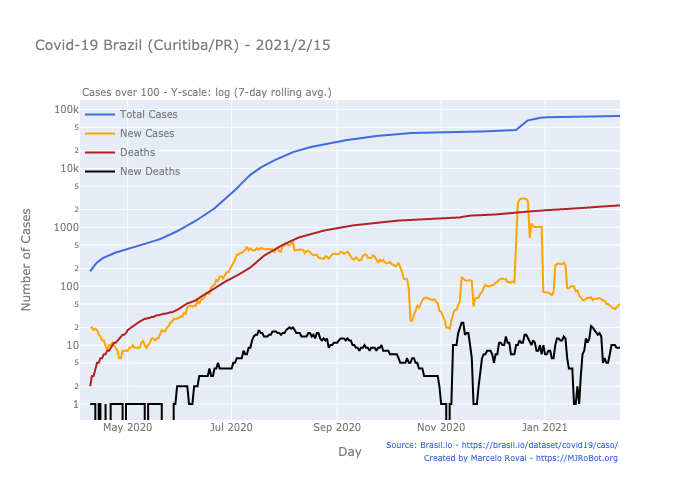 Covid-19 Brazil (Curitiba/PR) - 2021/2/15
Cases over 100 - Y-scale: log (7-day rolling avg.)
100k
5
2
10k
5
2
1000
5
2
100
5
2
10
5
2
1
Total Cases
New Cases
Deaths
New Deaths
Number of Cases
May 2020
Jul 2020
Sep 2020
Nov 2020
Jan 2021
Day
Source: Brasil.io - https://brasil.io/dataset/covid19/caso/
Created by Marcelo Rovai - https://MJRoBot.org